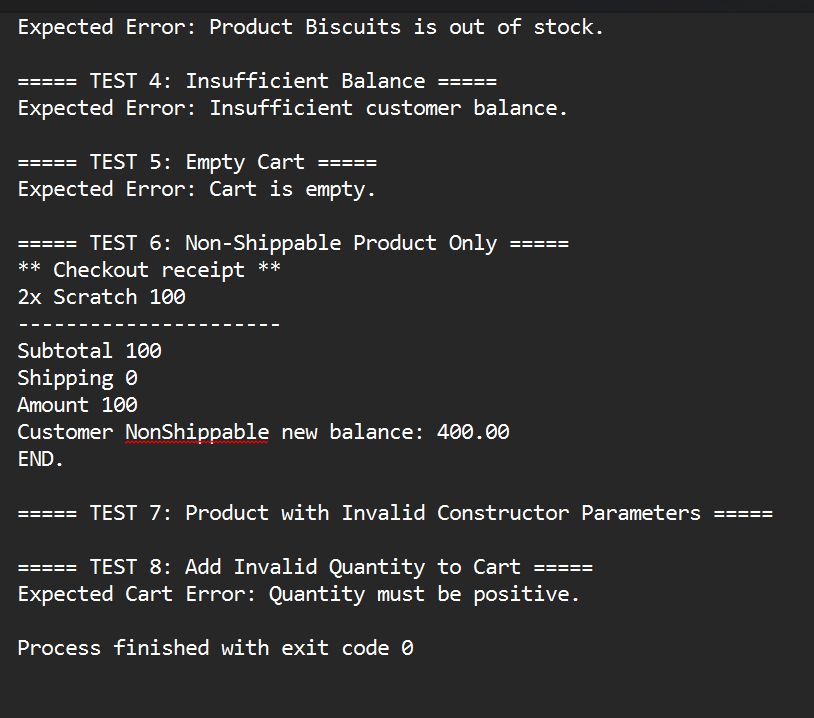 Expected Error: Product Biscuits is out of stock.
===== TEST 4: Insufficient Balance =====
Expected Error: Insufficient customer balance.
===== TEST 5: Empty Cart =====
Expected Error: Cart is empty.
===== TEST 6: Non-Shippable Product Only =====
** Checkout receipt **
2x Scratch 100
----------------------
Subtotal 100
Shipping 0
Amount 100
Customer NonShippable new balance: 400.00
END.
===== TEST 7: Product with Invalid Constructor Parameters =====
===== TEST 8: Add Invalid Quantity to Cart =====
Expected Cart Error: Quantity must be positive.
Process finished with exit code 0